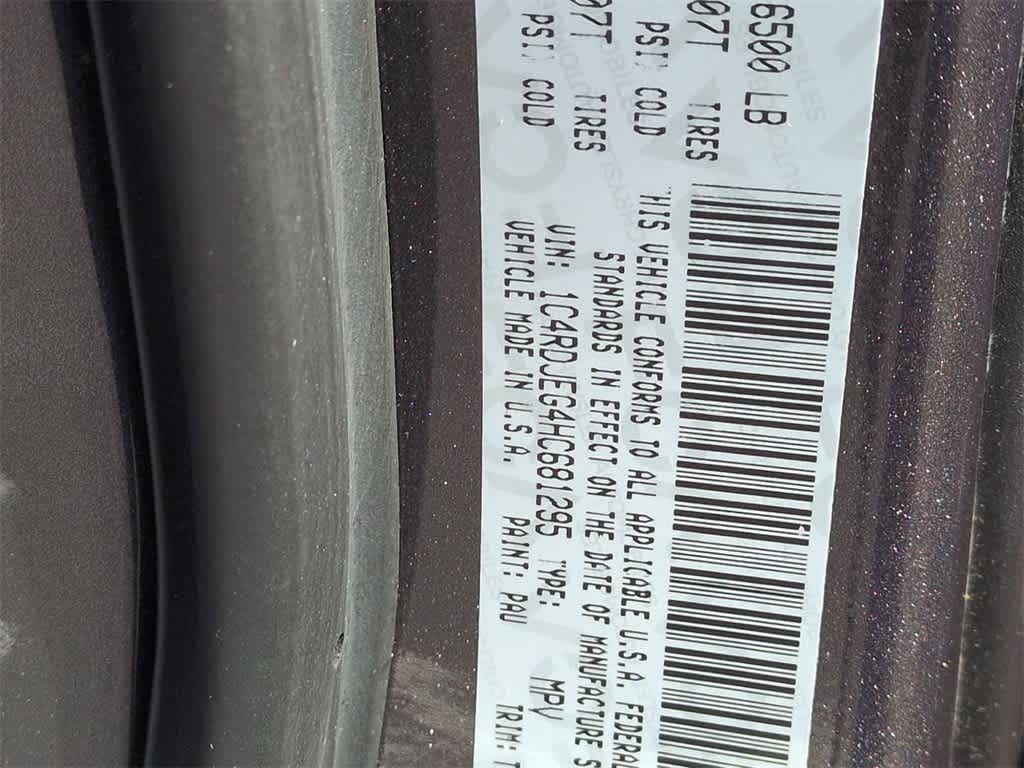 6500 LB
07T TIRES
PSI) COLD
07T TIRES
PSI) COLD
THIS VEHICLE CONFORMS TO ALL APPLICABLE U.S.A. FEDERAL
STANDARDS IN EFFECT ON THE DATE OF MANUFACTURE S
VIN: 1C4RDJEG4HC681295 TYPE: MPV
VEHICLE MADE IN U.S.A. PAINT: PAU TRIM: T